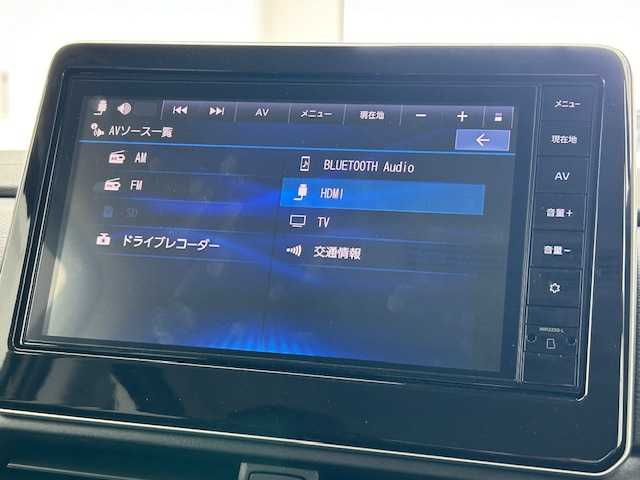 AV メニュー 現在地 − +
AVソース一覧
AM
FM
SD
ドライブレコーダー
BLUETOOTH Audio
HDMI
TV
交通情報
メニュー
現在地
AV
音量+
音量−